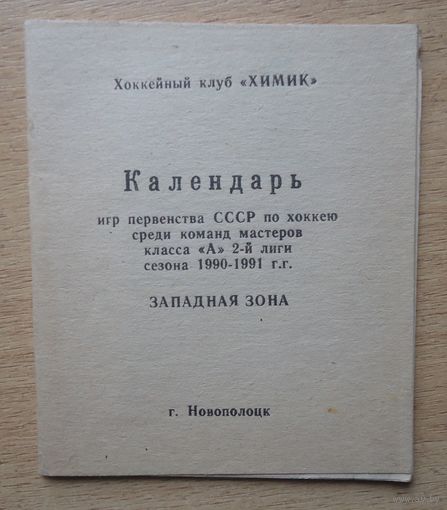 Хоккейный клуб «ХИМИК»
Календарь
игр первенства СССР по хоккею
среди команд мастеров
класса «А» 2-й лиги
сезона 1990-1991 г.г.
ЗАПАДНАЯ ЗОНА
г. Новополоцк